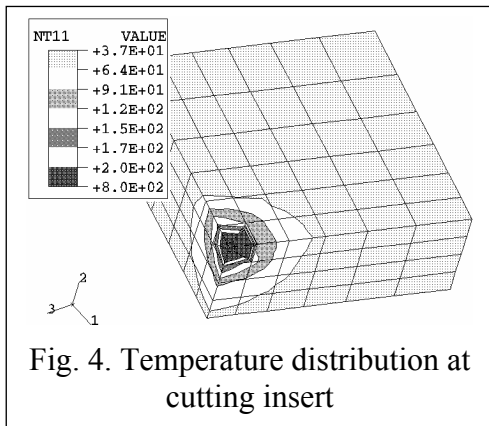 NT11 VALUE
+3.7E+01
+6.4E+01
+9.1E+01
+1.2E+02
+1.5E+02
+1.7E+02
+2.0E+02
+8.0E+02
2
3
1
Fig. 4. Temperature distribution at
cutting insert